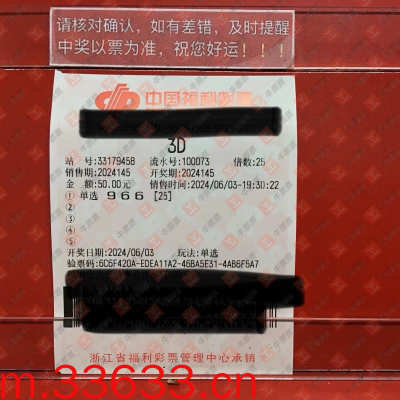 请核对确认，如有差错，及时提醒
中奖以票为准，祝您好运！！！
中国福利彩票
3D
站 号:33179458 流水号:100073 倍数:25
销售期:2024145 开奖期:2024145
金 额:50.00元 销售时间:2024/06/03-19:30:22
① 单选 966 [25]
②
③
④
⑤
开奖日期:2024/06/03 玩法:单选
验票码:6C6F420A-EDEA11A2-46BA5E31-4AB6F5A7
浙江省福利彩票管理中心承销
m.33633.cn